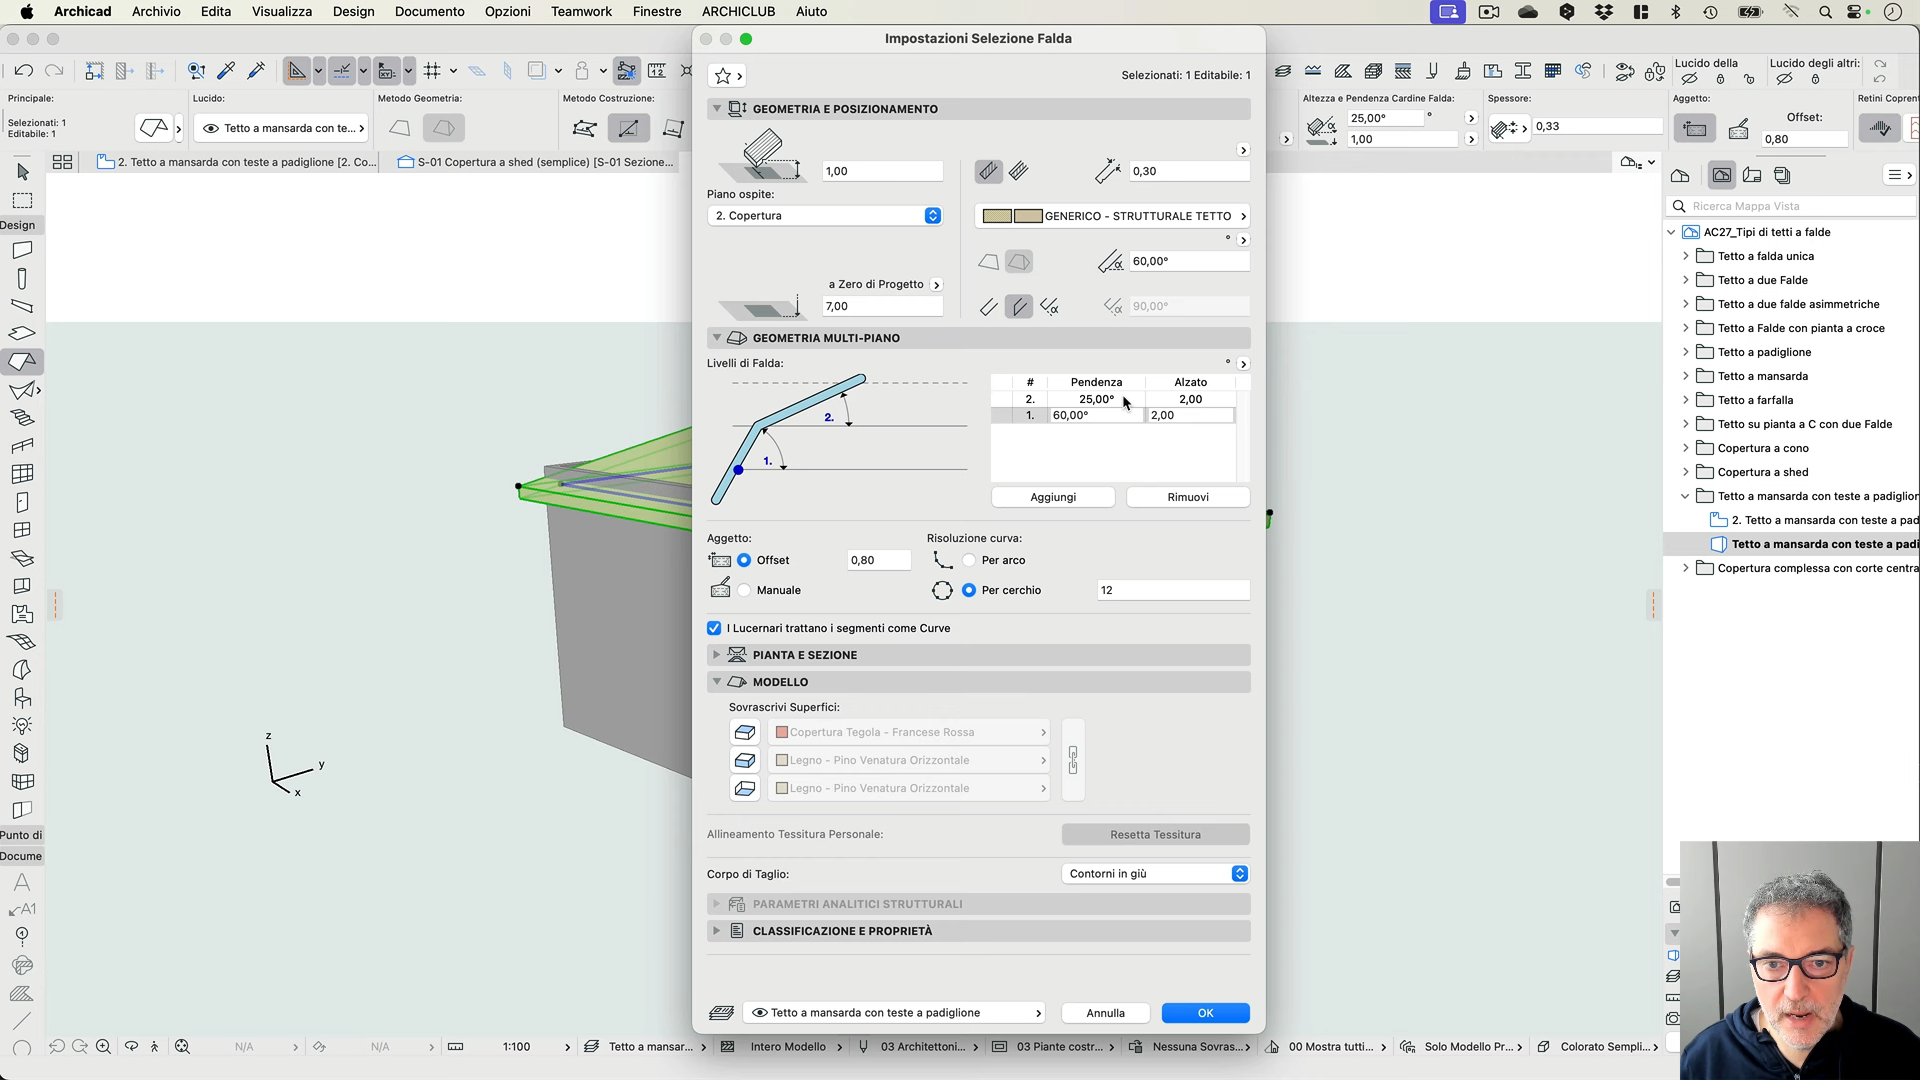 Archicad Archivio Edita Visualizza Design Documento Opzioni Teamwork Finestre ARCHICLUB Aiuto
Impostazioni Selezione Falda
Selezionati: 1 Editabile: 1
Principale:
Selezionati: 1
Editabile: 1
Lucido:
Tetto a mansarda con te...
Metodo Geometria:
Metodo Costruzione:
Lucido della
Lucido degli altri:
Altezza e Pendenza Cardine Falda:
25,00° °
1,00
Spessore:
0,33
Aggetto:
Offset:
0,80
Retini Coprent
2. Tetto a mansarda con teste a padiglione [2. Co...
S-01 Copertura a shed (semplice) [S-01 Sezione...
Design
Punto di
Docume
GEOMETRIA E POSIZIONAMENTO
1,00
0,30
Piano ospite:
2. Copertura
GENERICO - STRUTTURALE TETTO
°
60,00°
a Zero di Progetto
7,00
90,00°
GEOMETRIA MULTI-PIANO
Livelli di Falda:
°
# Pendenza Alzato
2. 25,00° 2,00
1. 60,00° 2,00
2.
1.
Aggiungi Rimuovi
Aggetto:
Offset 0,80
Manuale
Risoluzione curva:
Per arco
Per cerchio 12
I Lucernari trattano i segmenti come Curve
PIANTA E SEZIONE
MODELLO
Sovrascrivi Superfici:
Copertura Tegola - Francese Rossa
Legno - Pino Venatura Orizzontale
Legno - Pino Venatura Orizzontale
Allineamento Tessitura Personale:
Resetta Tessitura
Corpo di Taglio:
Contorni in giù
PARAMETRI ANALITICI STRUTTURALI
CLASSIFICAZIONE E PROPRIETÀ
Tetto a mansarda con teste a padiglione
Annulla
OK
z
y
x
Ricerca Mappa Vista
AC27_Tipi di tetti a falde
Tetto a falda unica
Tetto a due Falde
Tetto a due falde asimmetriche
Tetto a Falde con pianta a croce
Tetto a padiglione
Tetto a mansarda
Tetto a farfalla
Tetto su pianta a C con due Falde
Copertura a cono
Copertura a shed
Tetto a mansarda con teste a padiglion
2. Tetto a mansarda con teste a pad
Tetto a mansarda con teste a padi
Copertura complessa con corte centra
N/A
N/A
1:100
Tetto a mansar...
Intero Modello
03 Architettoni...
03 Piante costr...
Nessuna Sovras...
00 Mostra tutti...
Solo Modello Pr...
Colorato Sempli...